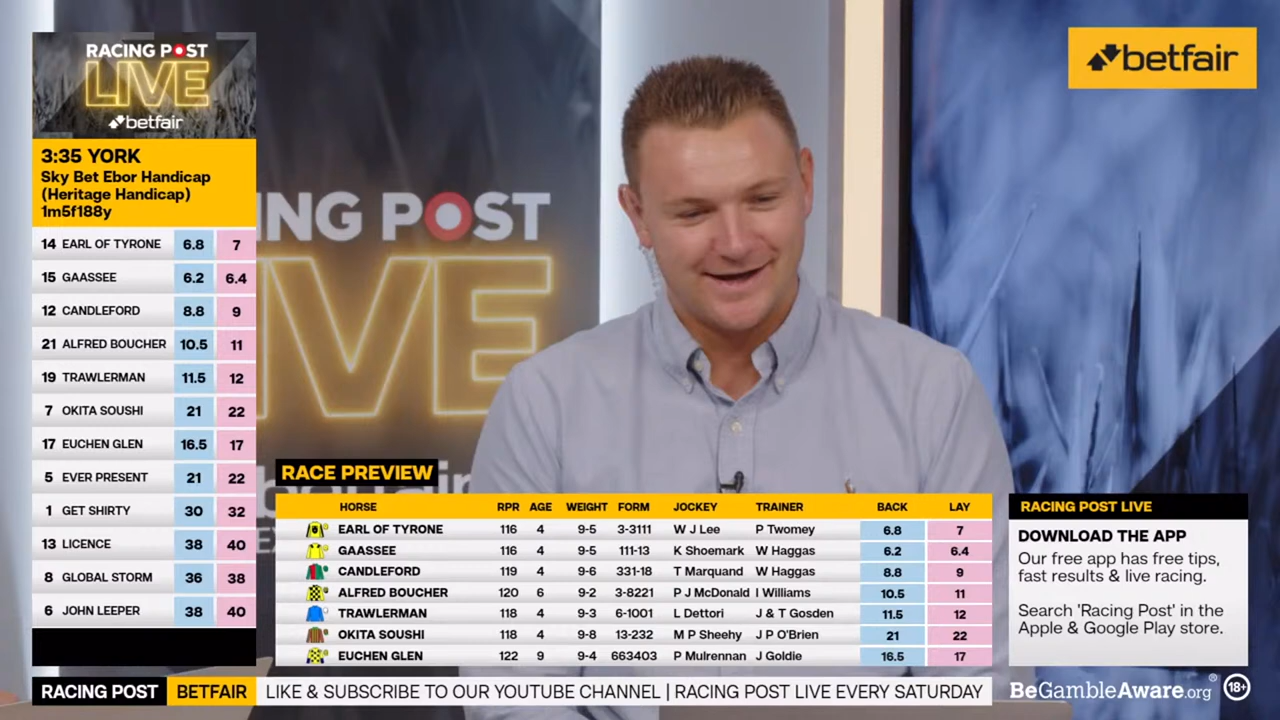 RACING POST
LIVE
betfair
3:35 YORK
Sky Bet Ebor Handicap
(Heritage Handicap)
1m5f188y
14 EARL OF TYRONE 6.8 7
15 GAASSEE 6.2 6.4
12 CANDLEFORD 8.8 9
21 ALFRED BOUCHER 10.5 11
19 TRAWLERMAN 11.5 12
7 OKITA SOUSHI 21 22
17 EUCHEN GLEN 16.5 17
5 EVER PRESENT 21 22
1 GET SHIRTY 30 32
13 LICENCE 38 40
8 GLOBAL STORM 36 38
6 JOHN LEEPER 38 40
betfair
ING POST
IVE
RACE PREVIEW
HORSE RPR AGE WEIGHT FORM JOCKEY TRAINER BACK LAY
EARL OF TYRONE 116 4 9-5 3-3111 W J Lee P Twomey 6.8 7
GAASSEE 116 4 9-5 111-13 K Shoemark W Haggas 6.2 6.4
CANDLEFORD 119 4 9-6 331-18 T Marquand W Haggas 8.8 9
ALFRED BOUCHER 120 6 9-2 3-8221 P J McDonald I Williams 10.5 11
TRAWLERMAN 118 4 9-3 6-1001 L Dettori J & T Gosden 11.5 12
OKITA SOUSHI 118 4 9-8 13-232 M P Sheehy J P O'Brien 21 22
EUCHEN GLEN 122 9 9-4 663403 P Mulrennan J Goldie 16.5 17
RACING POST LIVE
DOWNLOAD THE APP
Our free app has free tips,
fast results & live racing.
Search 'Racing Post' in the
Apple & Google Play store.
RACING POST BETFAIR LIKE & SUBSCRIBE TO OUR YOUTUBE CHANNEL | RACING POST LIVE EVERY SATURDAY
BeGambleAware.org® 18+